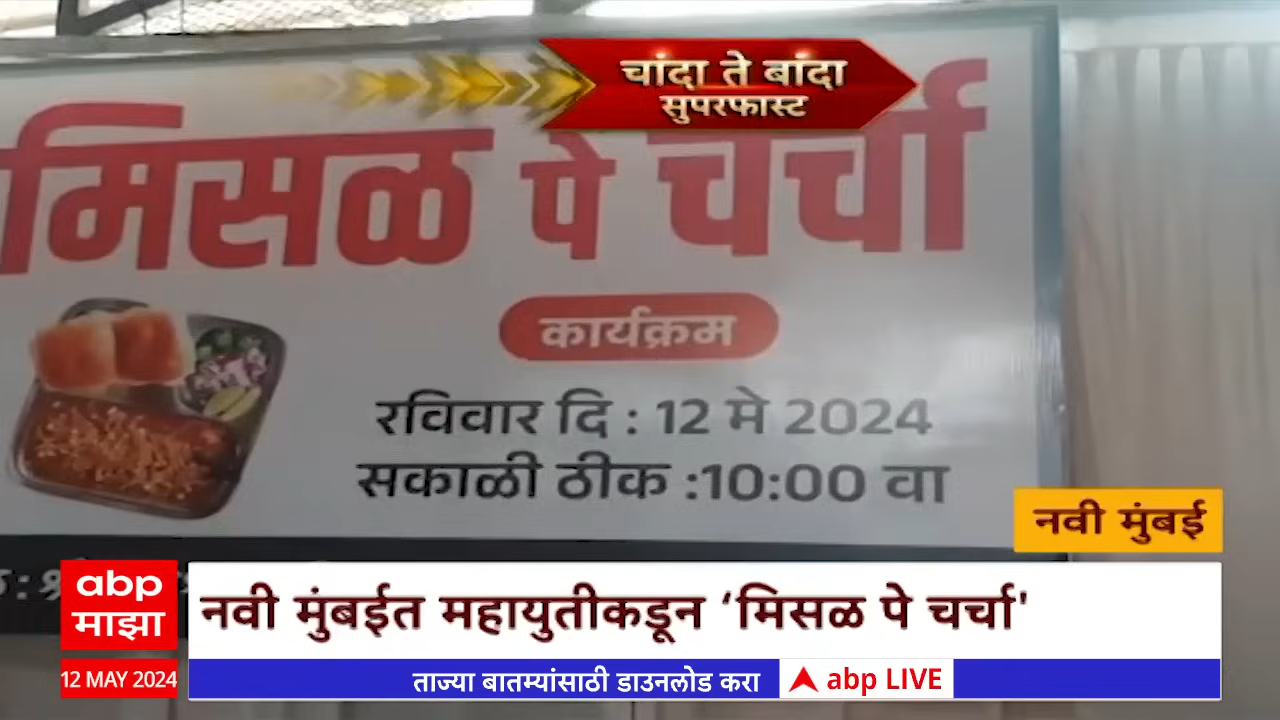 चांदा ते बांदा
सुपरफास्ट
मिसळ पे चर्चा
कार्यक्रम
रविवार दि : 12 मे 2024
सकाळी ठीक :10:00 वा
नवी मुंबई
abp
माझा
नवी मुंबईत महायुतीकडून ‘मिसळ पे चर्चा'
12 MAY 2024
ताज्या बातम्यांसाठी डाउनलोड करा
abp LIVE